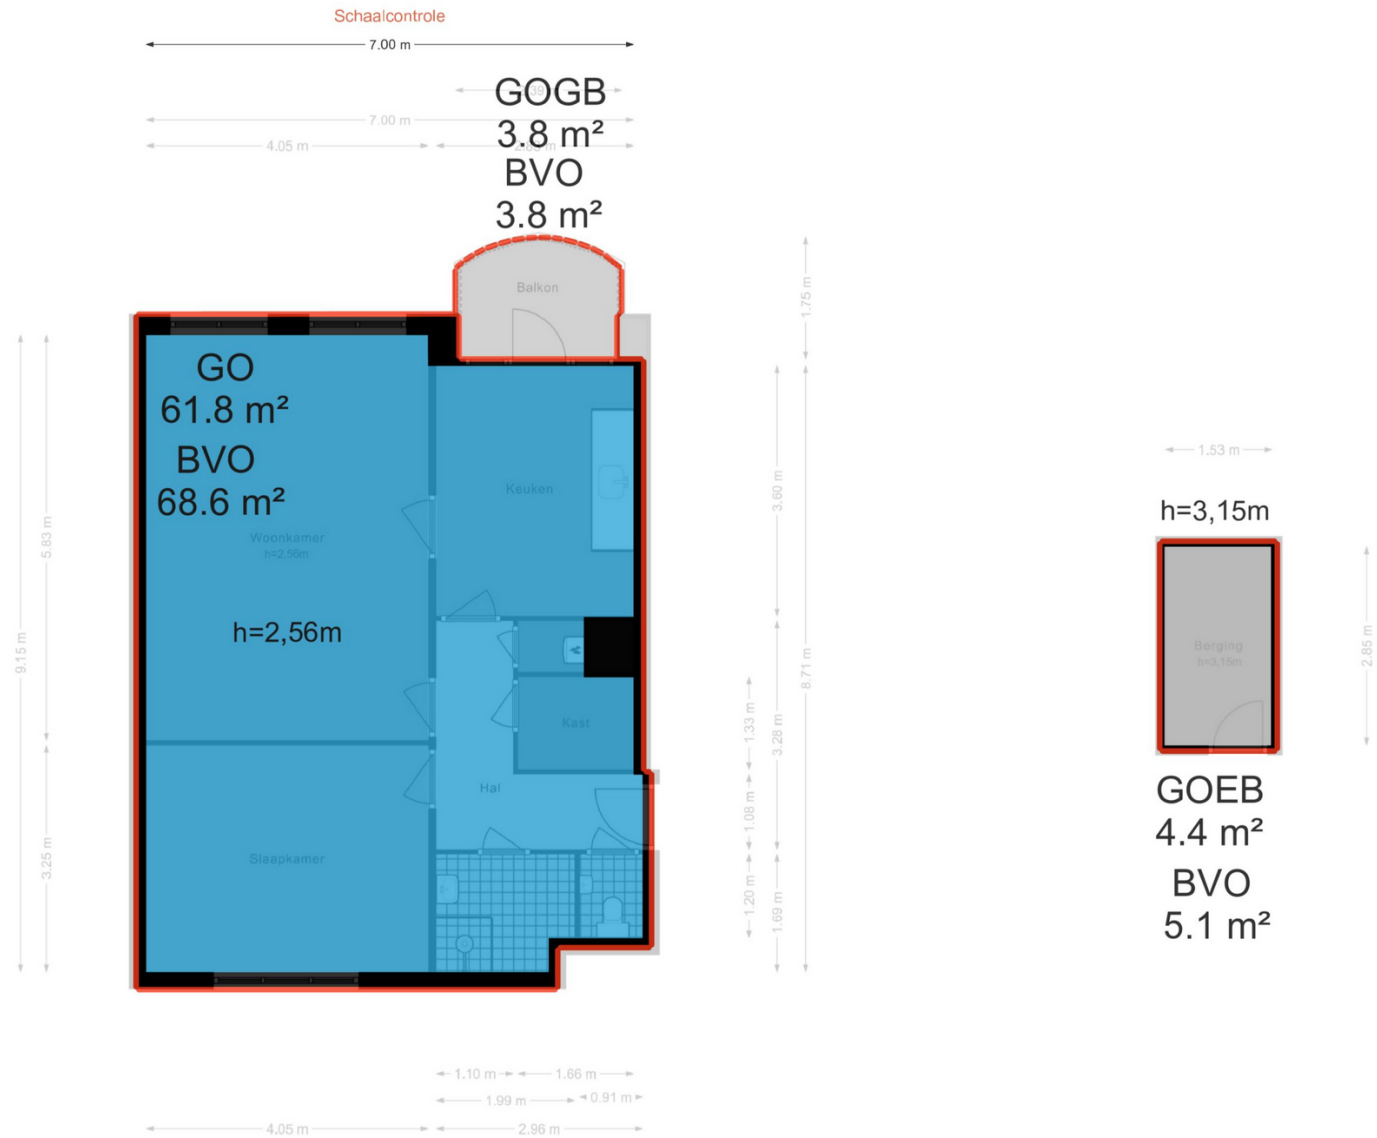 Schaalcontrole
7.00 m
GOGB
7.00 m
3.8 m²
4.05 m
BVO
3.8 m²
Balkon
1.75 m
GO
61.8 m²
BVO
68.6 m²
Woonkamer
h=2.56m
h=2,56m
Keuken
Kast
Hal
Slaapkamer
5.83 m
9.15 m
3.25 m
3.60 m
8.71 m
3.28 m
1.33 m
1.08 m
1.20 m
1.69 m
1.10 m
1.66 m
1.99 m
0.91 m
4.05 m
2.96 m
1.53 m
h=3,15m
Berging
h=3,15m
2.85 m
GOEB
4.4 m²
BVO
5.1 m²